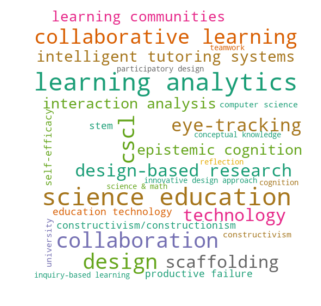 learning communities
collaborative learning
teamwork
intelligent tutoring systems
participatory design
learning analytics
interaction analysis
computer science
self-efficacy
stem
cscl
eye-tracking
conceptual knowledge
epistemic cognition
reflection
design-based research
innovative design approach
cognition
science & math
science education
education technology
technology
university
constructivism/constructionism
collaboration
constructivism
design
scaffolding
inquiry-based learning
productive failure